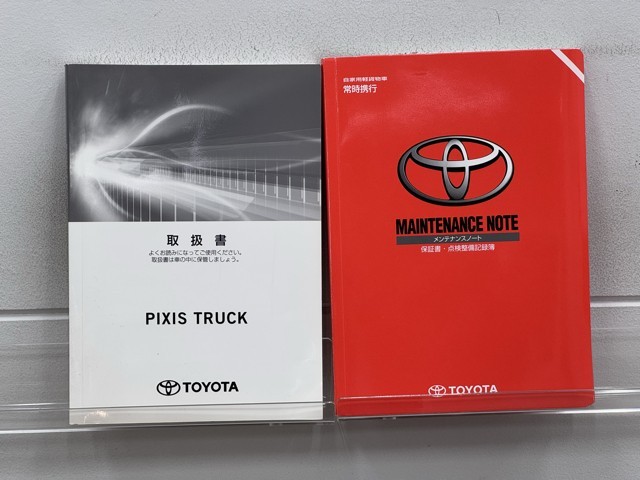 取扱書
よくお読みになってご使用ください。
取扱書は車の中に保管しましょう。
PIXIS TRUCK
TOYOTA
自家用軽貨物車
常時携行
MAINTENANCE NOTE
メンテナンスノート
保証書・点検整備記録簿
TOYOTA